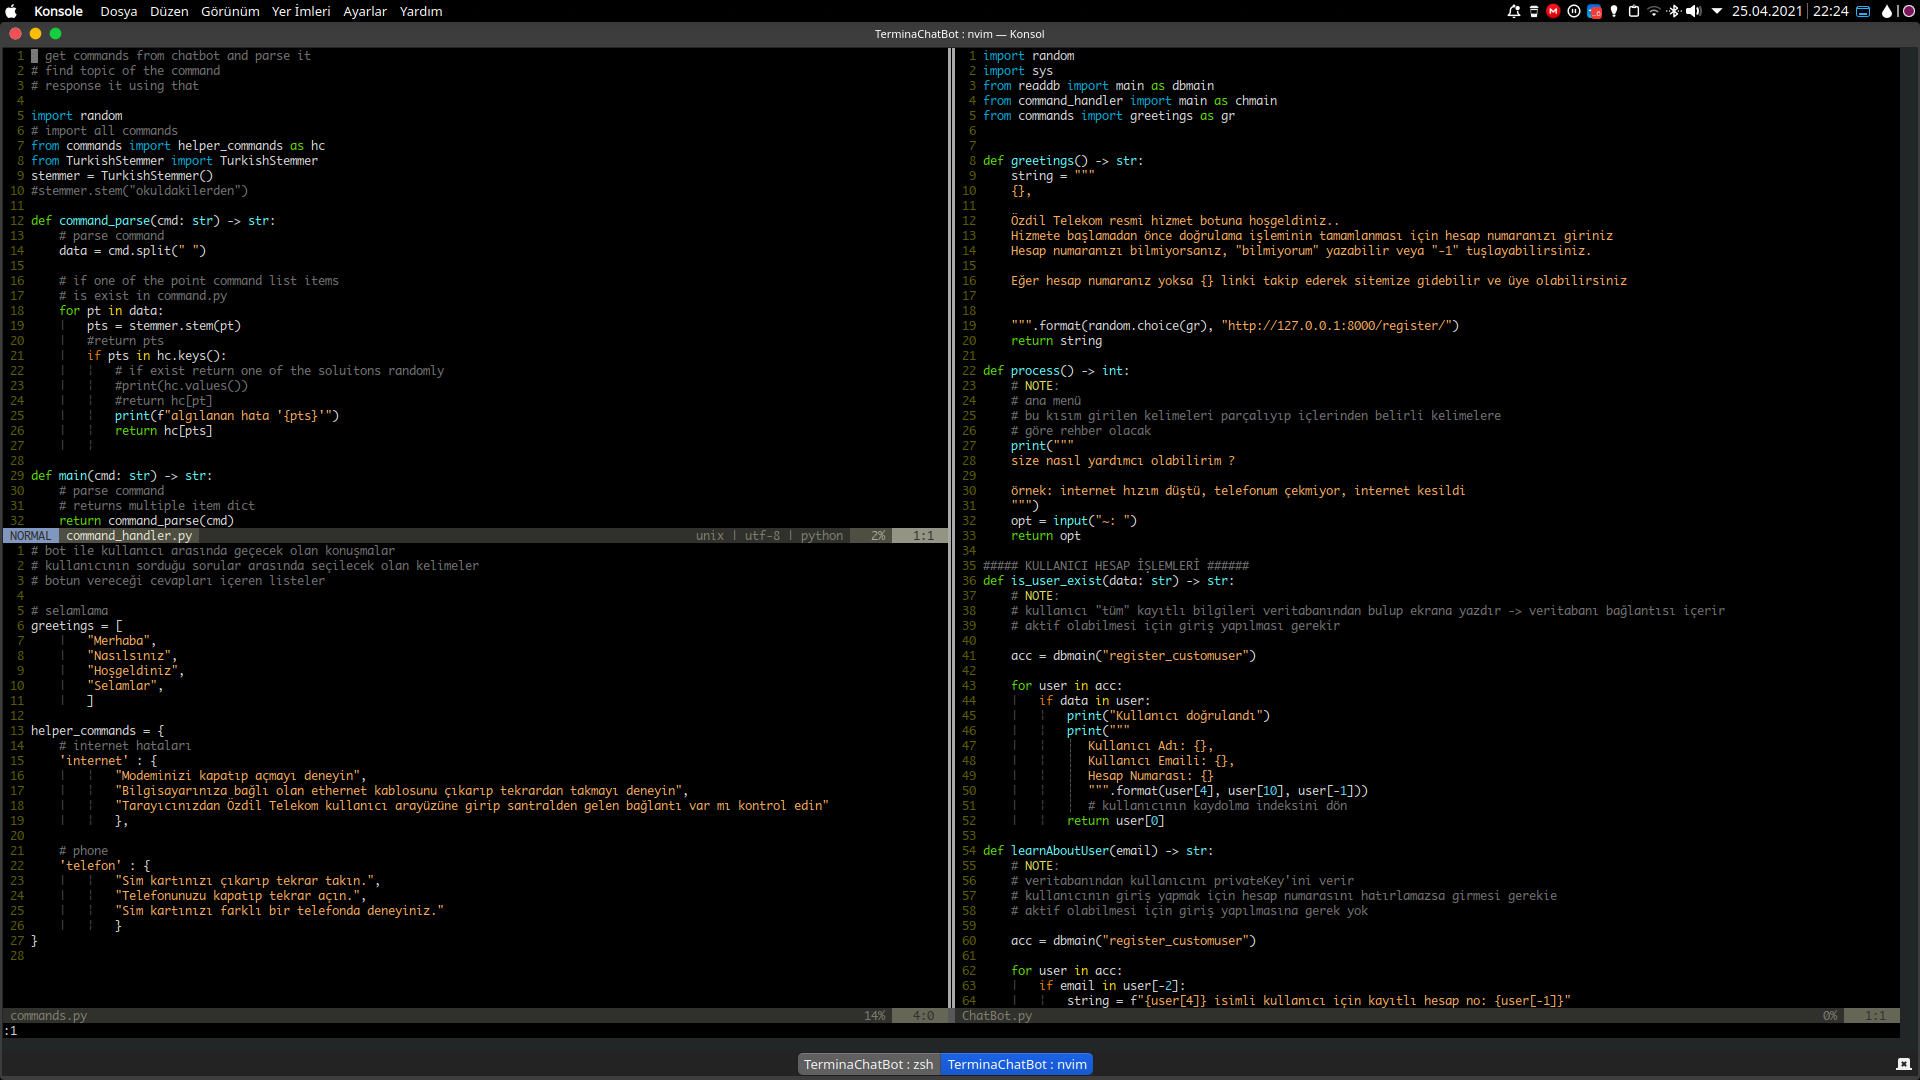 Konsole Dosya Düzen Görünüm Yer İmleri Ayarlar Yardım 25.04.2021 22:24
TerminaChatBot : nvim — Konsol
1 get commands from chatbot and parse it
2 # find topic of the command
3 # response it using that
4
5 import random
6 # import all commands
7 from commands import helper_commands as hc
8 from TurkishStemmer import TurkishStemmer
9 stemmer = TurkishStemmer()
10 #stemmer.stem("okuldakilerden")
11
12 def command_parse(cmd: str) -> str:
13 # parse command
14 data = cmd.split(" ")
15
16 # if one of the point command list items
17 # is exist in command.py
18 for pt in data:
19 pts = stemmer.stem(pt)
20 #return pts
21 if pts in hc.keys():
22 # if exist return one of the soluitons randomly
23 #print(hc.values())
24 #return hc[pt]
25 print(f"algılanan hata '{pts}'")
26 return hc[pts]
27
28
29 def main(cmd: str) -> str:
30 # parse command
31 # returns multiple item dict
32 return command_parse(cmd)
NORMAL command_handler.py unix | utf-8 | python 2% 1:1
1 # bot ile kullanıcı arasında geçecek olan konuşmalar
2 # kullanıcının sorduğu sorular arasında seçilecek olan kelimeler
3 # botun vereceği cevapları içeren listeler
4
5 # selamlama
6 greetings = [
7 "Merhaba",
8 "Nasılsınız",
9 "Hoşgeldiniz",
10 "Selamlar",
11 ]
12
13 helper_commands = {
14 # internet hataları
15 'internet' : {
16 "Modeminizi kapatıp açmayı deneyin",
17 "Bilgisayarınıza bağlı olan ethernet kablosunu çıkarıp tekrardan takmayı deneyin",
18 "Tarayıcınızdan Özdil Telekom kullanıcı arayüzüne girip santralden gelen bağlantı var mı kontrol edin"
19 },
20
21 # phone
22 'telefon' : {
23 "Sim kartınızı çıkarıp tekrar takın.",
24 "Telefonunuzu kapatıp tekrar açın.",
25 "Sim kartınızı farklı bir telefonda deneyiniz."
26 }
27 }
28
commands.py 14% 4:0
:1
1 import random
2 import sys
3 from readdb import main as dbmain
4 from command_handler import main as chmain
5 from commands import greetings as gr
6
7
8 def greetings() -> str:
9 string = """
10 {},
11
12 Özdil Telekom resmi hizmet botuna hoşgeldiniz..
13 Hizmete başlamadan önce doğrulama işleminin tamamlanması için hesap numaranızı giriniz
14 Hesap numaranızı bilmiyorsanız, "bilmiyorum" yazabilir veya "-1" tuşlayabilirsiniz.
15
16 Eğer hesap numaranız yoksa {} linki takip ederek sitemize gidebilir ve üye olabilirsiniz
17
18
19 """.format(random.choice(gr), "http://127.0.0.1:8000/register/")
20 return string
21
22 def process() -> int:
23 # NOTE:
24 # ana menü
25 # bu kısım girilen kelimeleri parçalıyıp içlerinden belirli kelimelere
26 # göre rehber olacak
27 print("""
28 size nasıl yardımcı olabilirim ?
29
30 örnek: internet hızım düştü, telefonum çekmiyor, internet kesildi
31 """)
32 opt = input("~: ")
33 return opt
34
35 ##### KULLANICI HESAP İŞLEMLERİ ######
36 def is_user_exist(data: str) -> str:
37 # NOTE:
38 # kullanıcı "tüm" kayıtlı bilgileri veritabanından bulup ekrana yazdır -> veritabanı bağlantısı içerir
39 # aktif olabilmesi için giriş yapılması gerekir
40
41 acc = dbmain("register_customuser")
42
43 for user in acc:
44 if data in user:
45 print("Kullanıcı doğrulandı")
46 print("""
47 Kullanıcı Adı: {},
48 Kullanıcı Emaili: {},
49 Hesap Numarası: {}
50 """.format(user[4], user[10], user[-1]))
51 # kullanıcının kaydolma indeksini dön
52 return user[0]
53
54 def learnAboutUser(email) -> str:
55 # NOTE:
56 # veritabanından kullanıcını privateKey'ini verir
57 # kullanıcının giriş yapmak için hesap numarasını hatırlamazsa girmesi gerekie
58 # aktif olabilmesi için giriş yapılmasına gerek yok
59
60 acc = dbmain("register_customuser")
61
62 for user in acc:
63 if email in user[-2]:
64 string = f"{user[4]} isimli kullanıcı için kayıtlı hesap no: {user[-1]}"
ChatBot.py 0% 1:1
TerminaChatBot : zsh TerminaChatBot : nvim